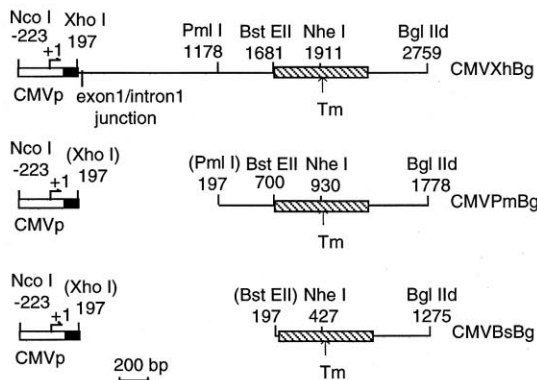 Nco I Xho I Pml I Bst EII Nhe I Bgl IId
-223 +1 197 1178 1681 1911 2759
CMVXhBg
CMVp exon1/intron1
junction
Tm
Nco I (Xho I) (Pml I) Bst EII Nhe I Bgl IId
-223 +1 197 197 700 930 1778
CMVPmBg
CMVp
Tm
Nco I (Xho I) (Bst EII) Nhe I Bgl IId
-223 +1 197 197 427 1275
CMVBsBg
CMVp
Tm
200 bp